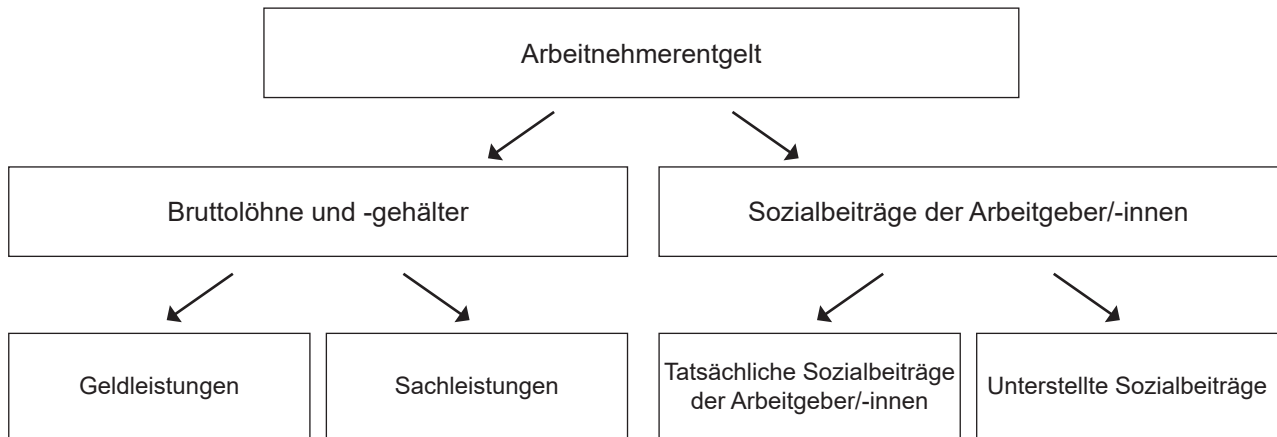 Arbeitnehmerentgelt
Bruttolöhne und -gehälter
Sozialbeiträge der Arbeitgeber/-innen
Geldleistungen
Sachleistungen
Tatsächliche Sozialbeiträge
der Arbeitgeber/-innen
Unterstellte Sozialbeiträge